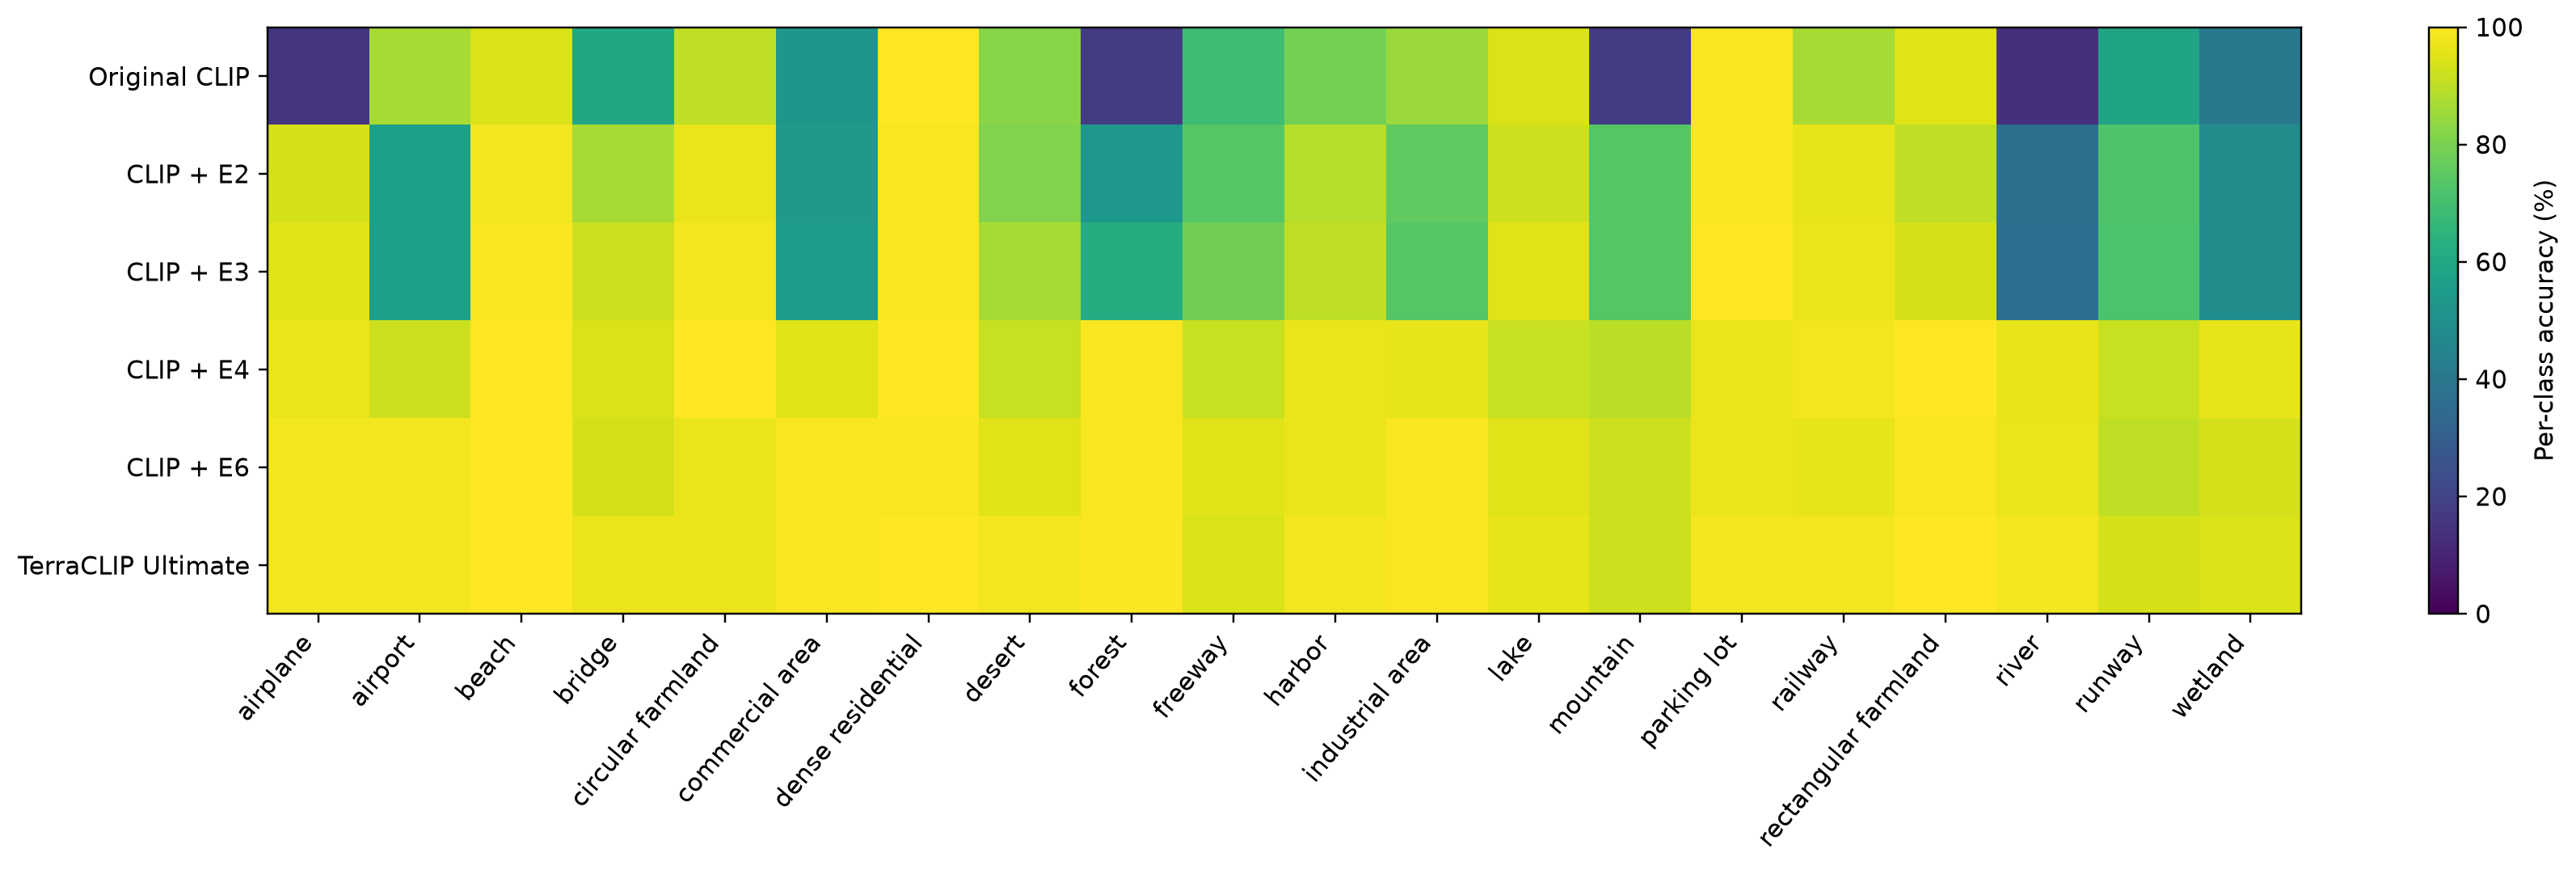 Original CLIP
CLIP + E2
CLIP + E3
CLIP + E4
CLIP + E6
TerraCLIP Ultimate
airplane
airport
beach
bridge
circular farmland
commercial area
dense residential
desert
forest
freeway
harbor
industrial area
lake
mountain
parking lot
railway
rectangular farmland
river
runway
wetland
100
80
60
40
20
0
Per-class accuracy (%)